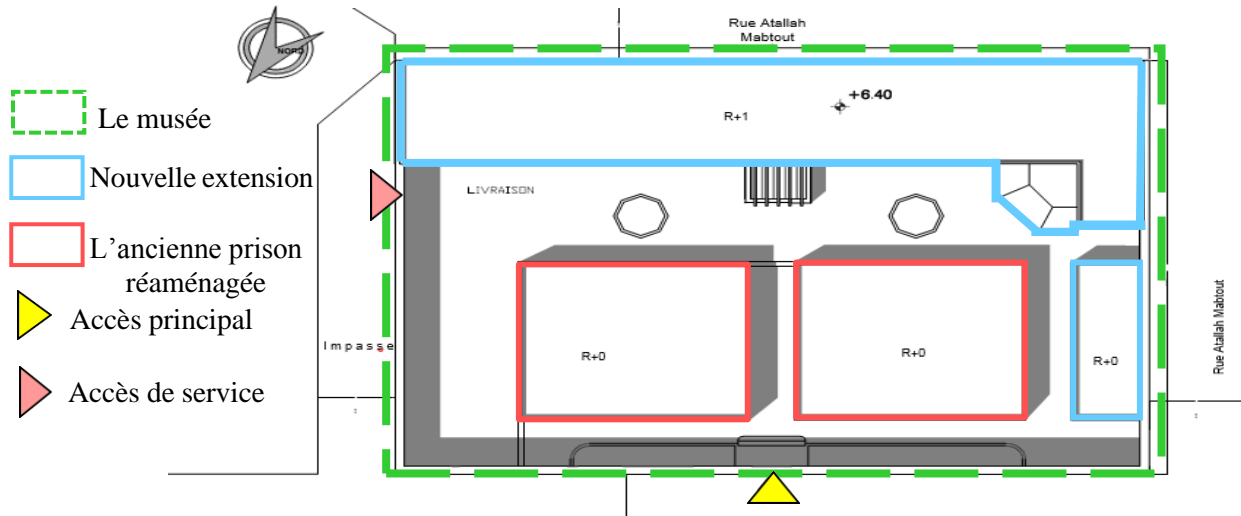 Rue Atallah
Mabtout
NORD
Le musée
Nouvelle extension
L'ancienne prison
réaménagée
Accès principal
Accès de service
+6.40
R+1
LIVRAISON
Impasse
R+0
R+0
R+0
Rue Atallah Mabtout